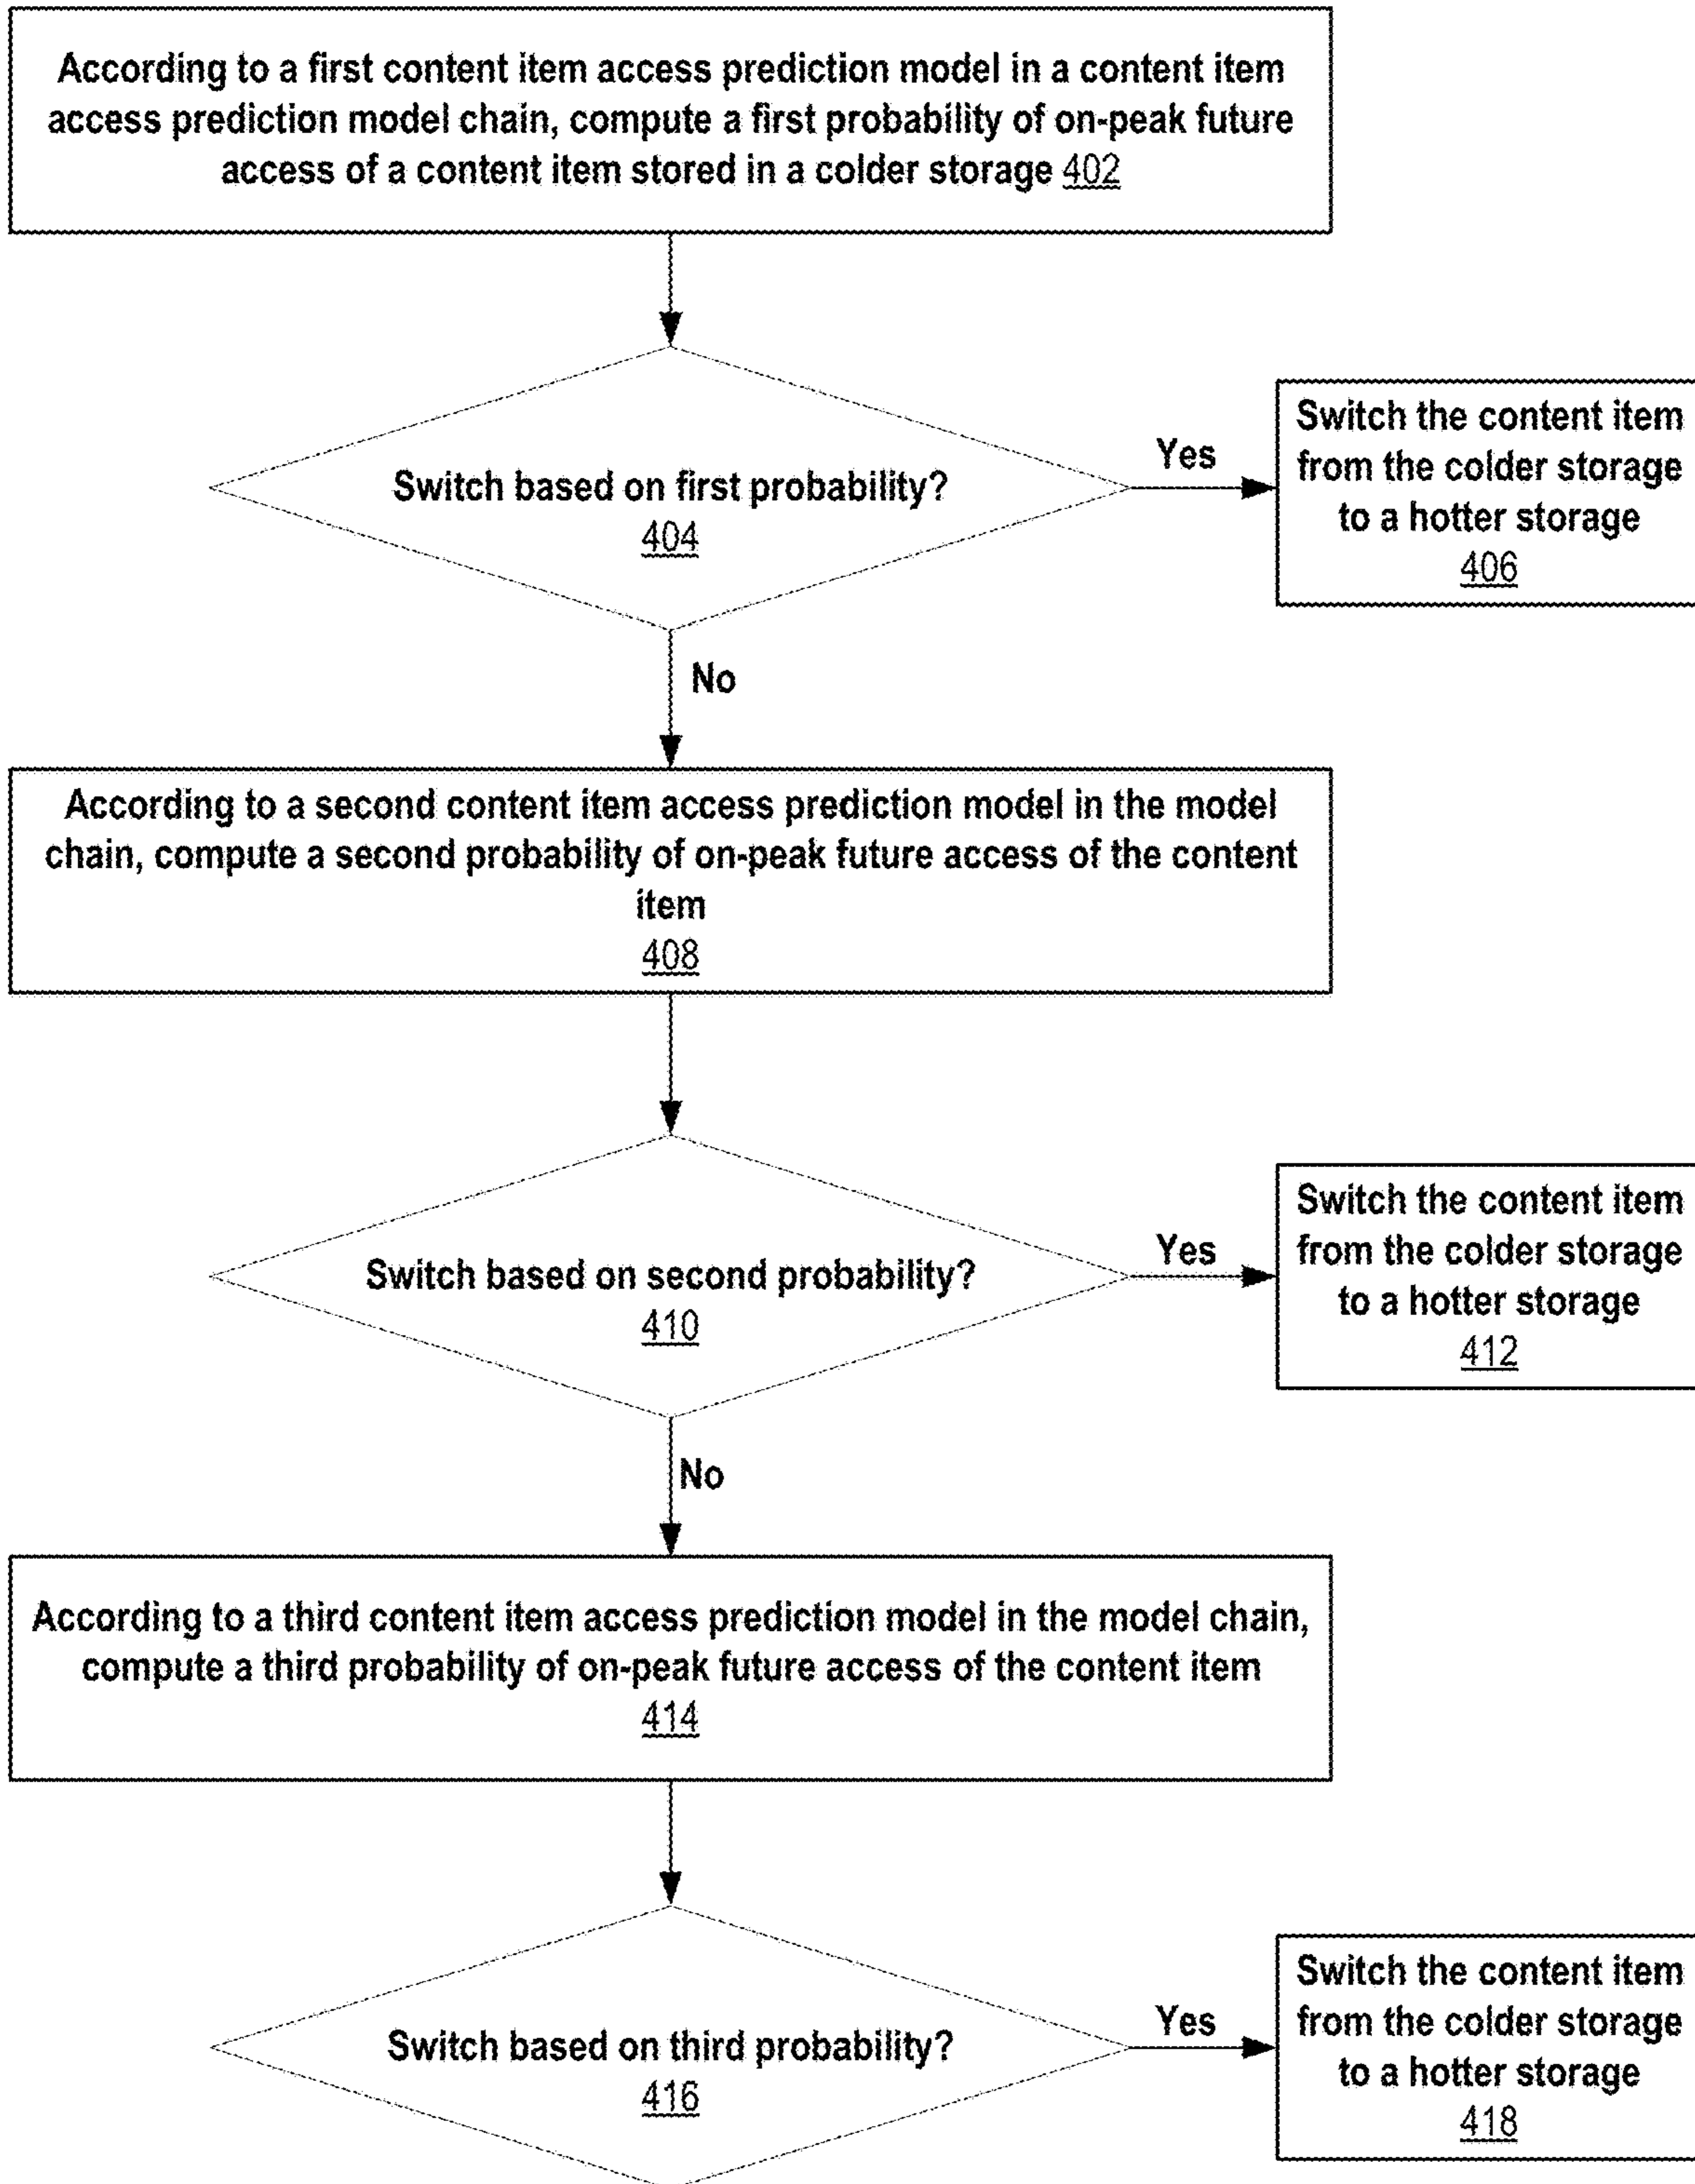 According to a first content item access prediction model in a content item
access prediction model chain, compute a first probability of on-peak future
access of a content item stored in a colder storage 402
Switch based on first probability?
404
Yes
Switch the content item
from the colder storage
to a hotter storage
406
No
According to a second content item access prediction model in the model
chain, compute a second probability of on-peak future access of the content
item
408
Switch based on second probability?
410
Yes
Switch the content item
from the colder storage
to a hotter storage
412
No
According to a third content item access prediction model in the model chain,
compute a third probability of on-peak future access of the content item
414
Switch based on third probability?
416
Yes
Switch the content item
from the colder storage
to a hotter storage
418